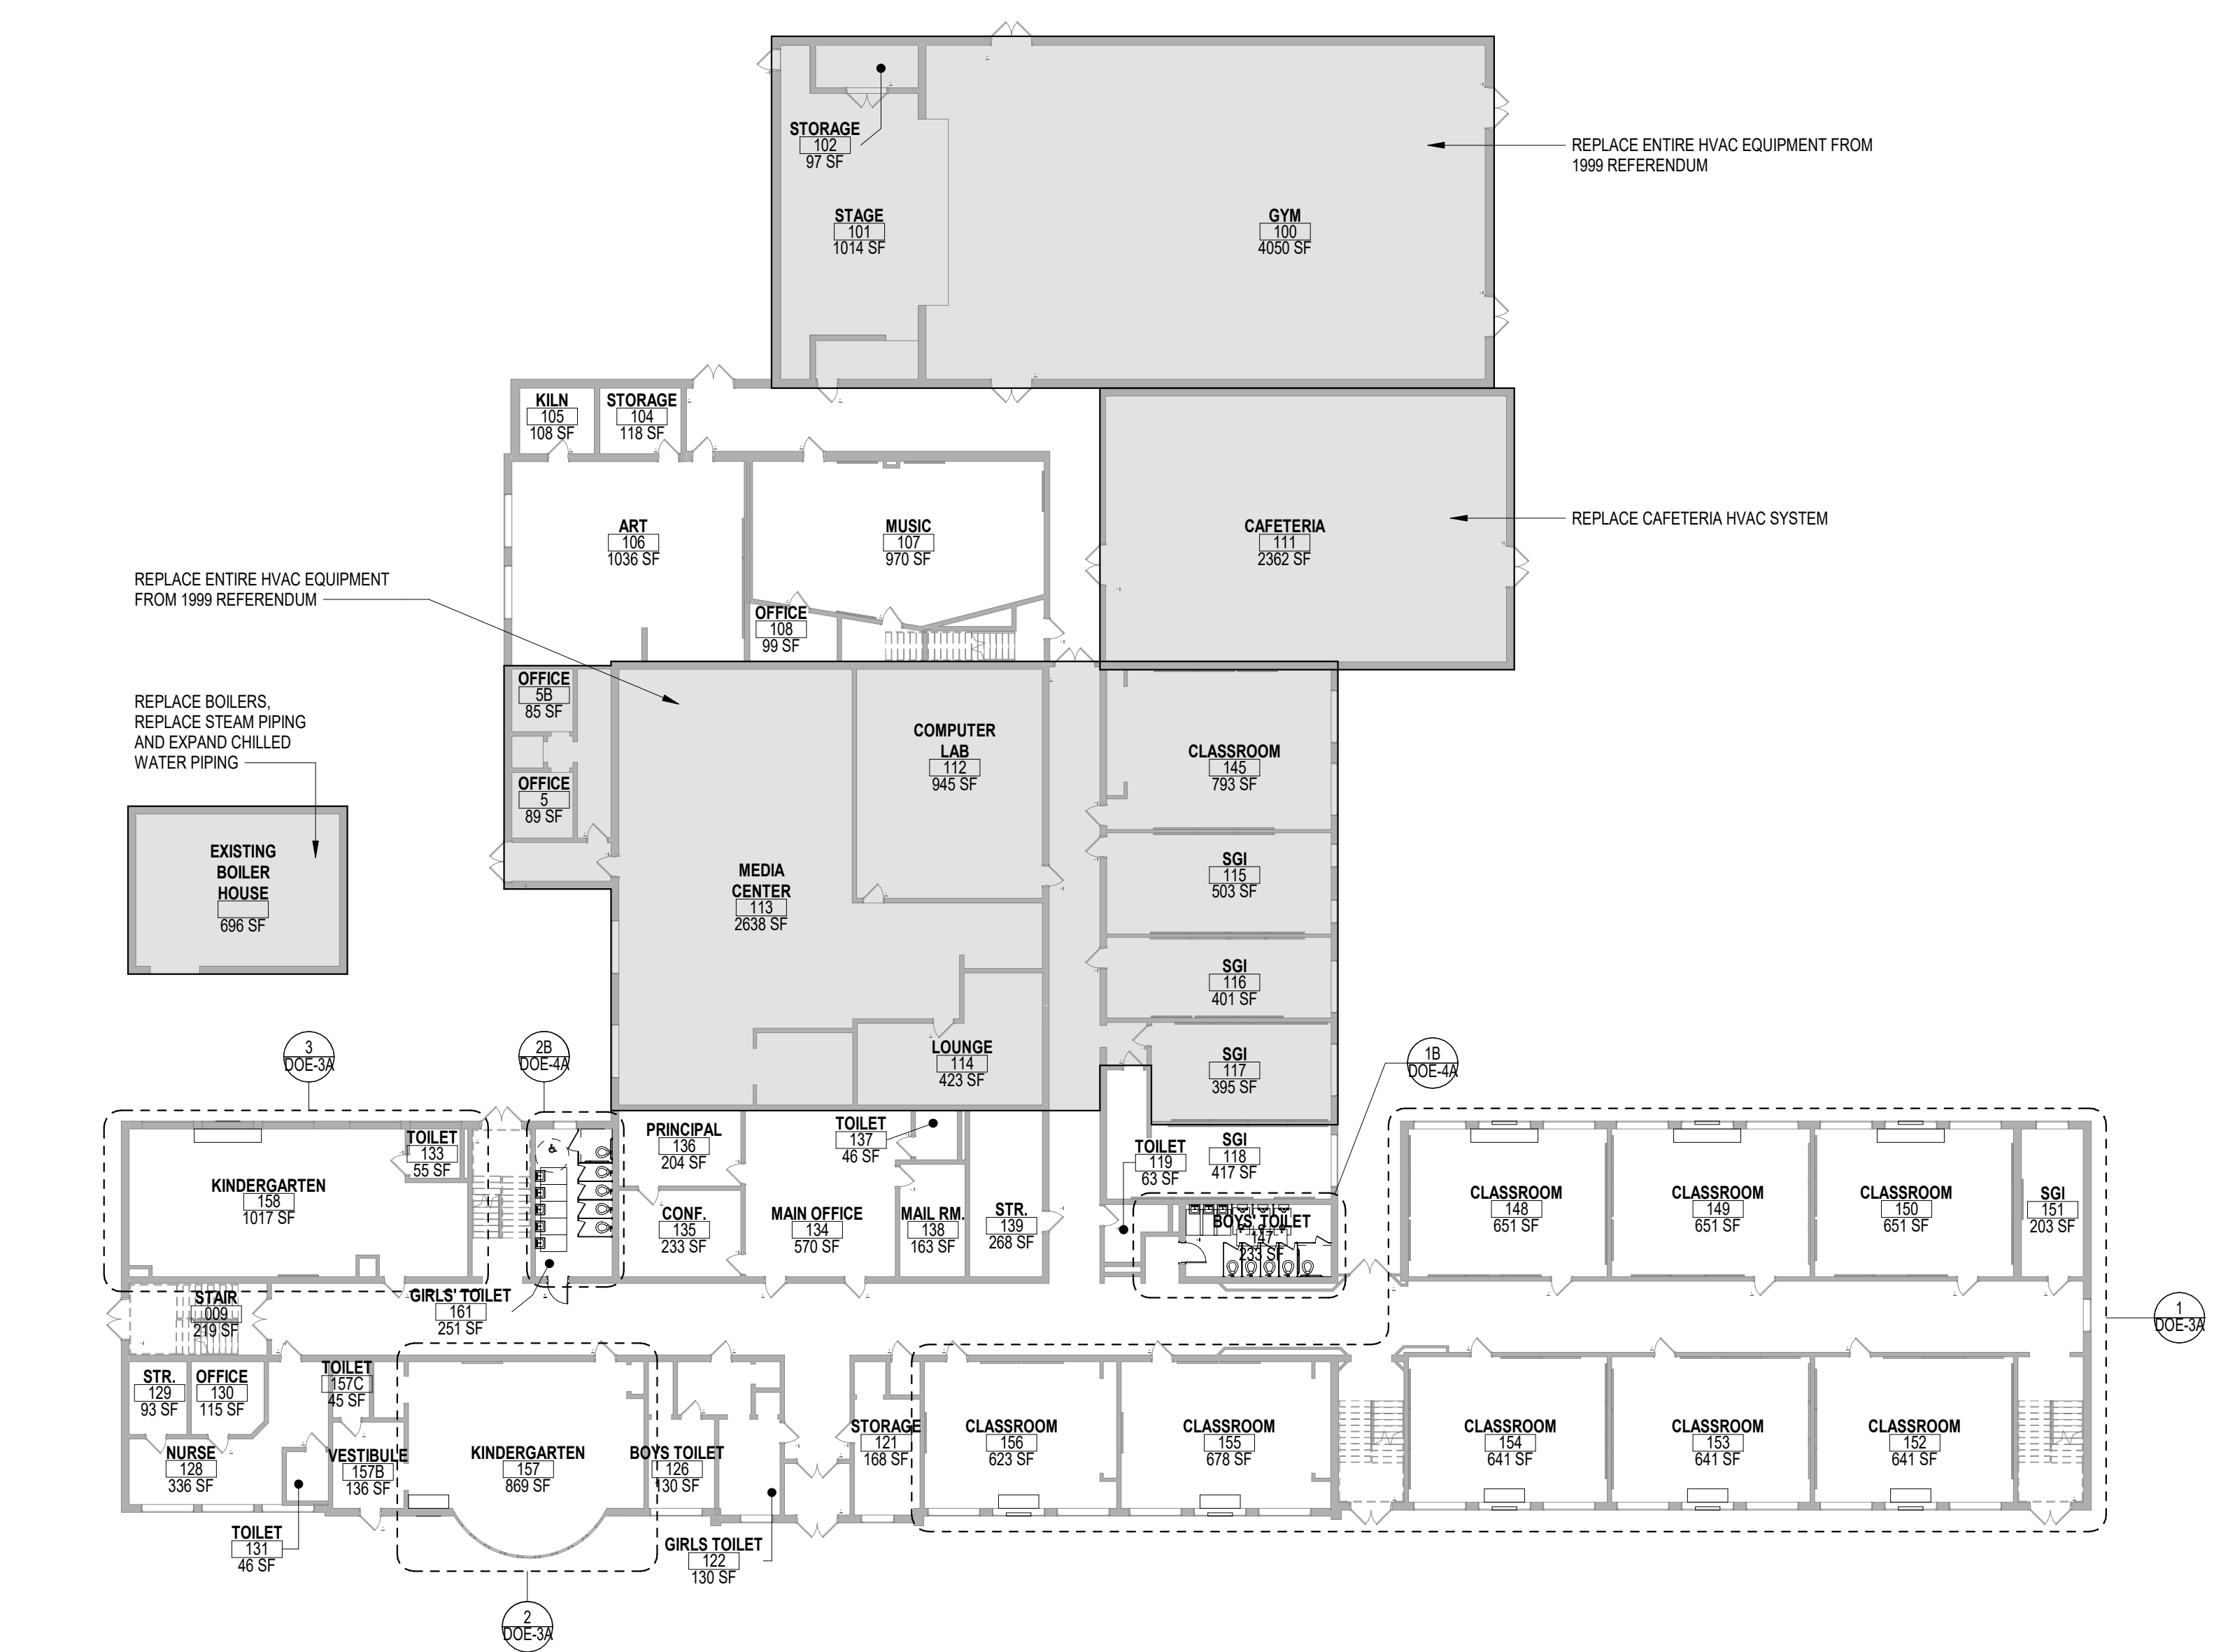 STORAGE
102
97 SF
REPLACE ENTIRE HVAC EQUIPMENT FROM
1999 REFERENDUM
STAGE
101
1014 SF
GYM
100
4050 SF
KILN
105
108 SF
STORAGE
104
118 SF
ART
106
1036 SF
MUSIC
107
970 SF
CAFETERIA
111
2362 SF
REPLACE CAFETERIA HVAC SYSTEM
REPLACE ENTIRE HVAC EQUIPMENT
FROM 1999 REFERENDUM
OFFICE
108
99 SF
OFFICE
5B
85 SF
REPLACE BOILERS,
REPLACE STEAM PIPING
AND EXPAND CHILLED
WATER PIPING
COMPUTER
LAB
112
945 SF
CLASSROOM
145
793 SF
OFFICE
5
89 SF
EXISTING
BOILER
HOUSE
696 SF
MEDIA
CENTER
113
2638 SF
SGI
115
503 SF
SGI
116
401 SF
LOUNGE
114
423 SF
SGI
117
395 SF
3
DOE-3A
2B
DOE-4A
1B
DOE-4A
TOILET
133
55 SF
PRINCIPAL
136
204 SF
TOILET
137
46 SF
TOILET
119
63 SF
SGI
118
417 SF
KINDERGARTEN
158
1017 SF
CONF.
135
233 SF
MAIN OFFICE
134
570 SF
MAIL RM.
138
163 SF
STR.
139
268 SF
BOYS' TOILET
147
233 SF
CLASSROOM
148
651 SF
CLASSROOM
149
651 SF
CLASSROOM
150
651 SF
SGI
151
203 SF
STAIR
009
219 SF
GIRLS' TOILET
161
251 SF
1
DOE-3A
STR.
129
93 SF
OFFICE
130
115 SF
TOILET
157C
45 SF
NURSE
128
336 SF
VESTIBULE
157B
136 SF
KINDERGARTEN
157
869 SF
BOYS TOILET
126
130 SF
STORAGE
121
168 SF
CLASSROOM
156
623 SF
CLASSROOM
155
678 SF
CLASSROOM
154
641 SF
CLASSROOM
153
641 SF
CLASSROOM
152
641 SF
TOILET
131
46 SF
GIRLS TOILET
122
130 SF
2
DOE-3A